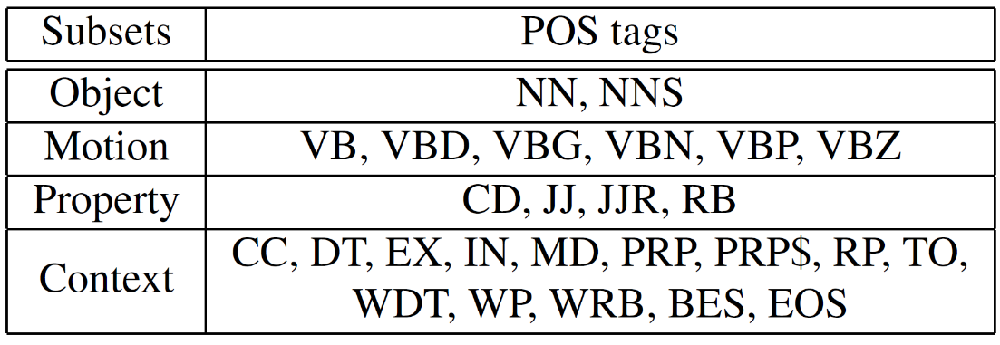 Subsets POS tags
Object NN, NNS
Motion VB, VBD, VBG, VBN, VBP, VBZ
Property CD, JJ, JJR, RB
Context CC, DT, EX, IN, MD, PRP, PRP$, RP, TO,
WDT, WP, WRB, BES, EOS